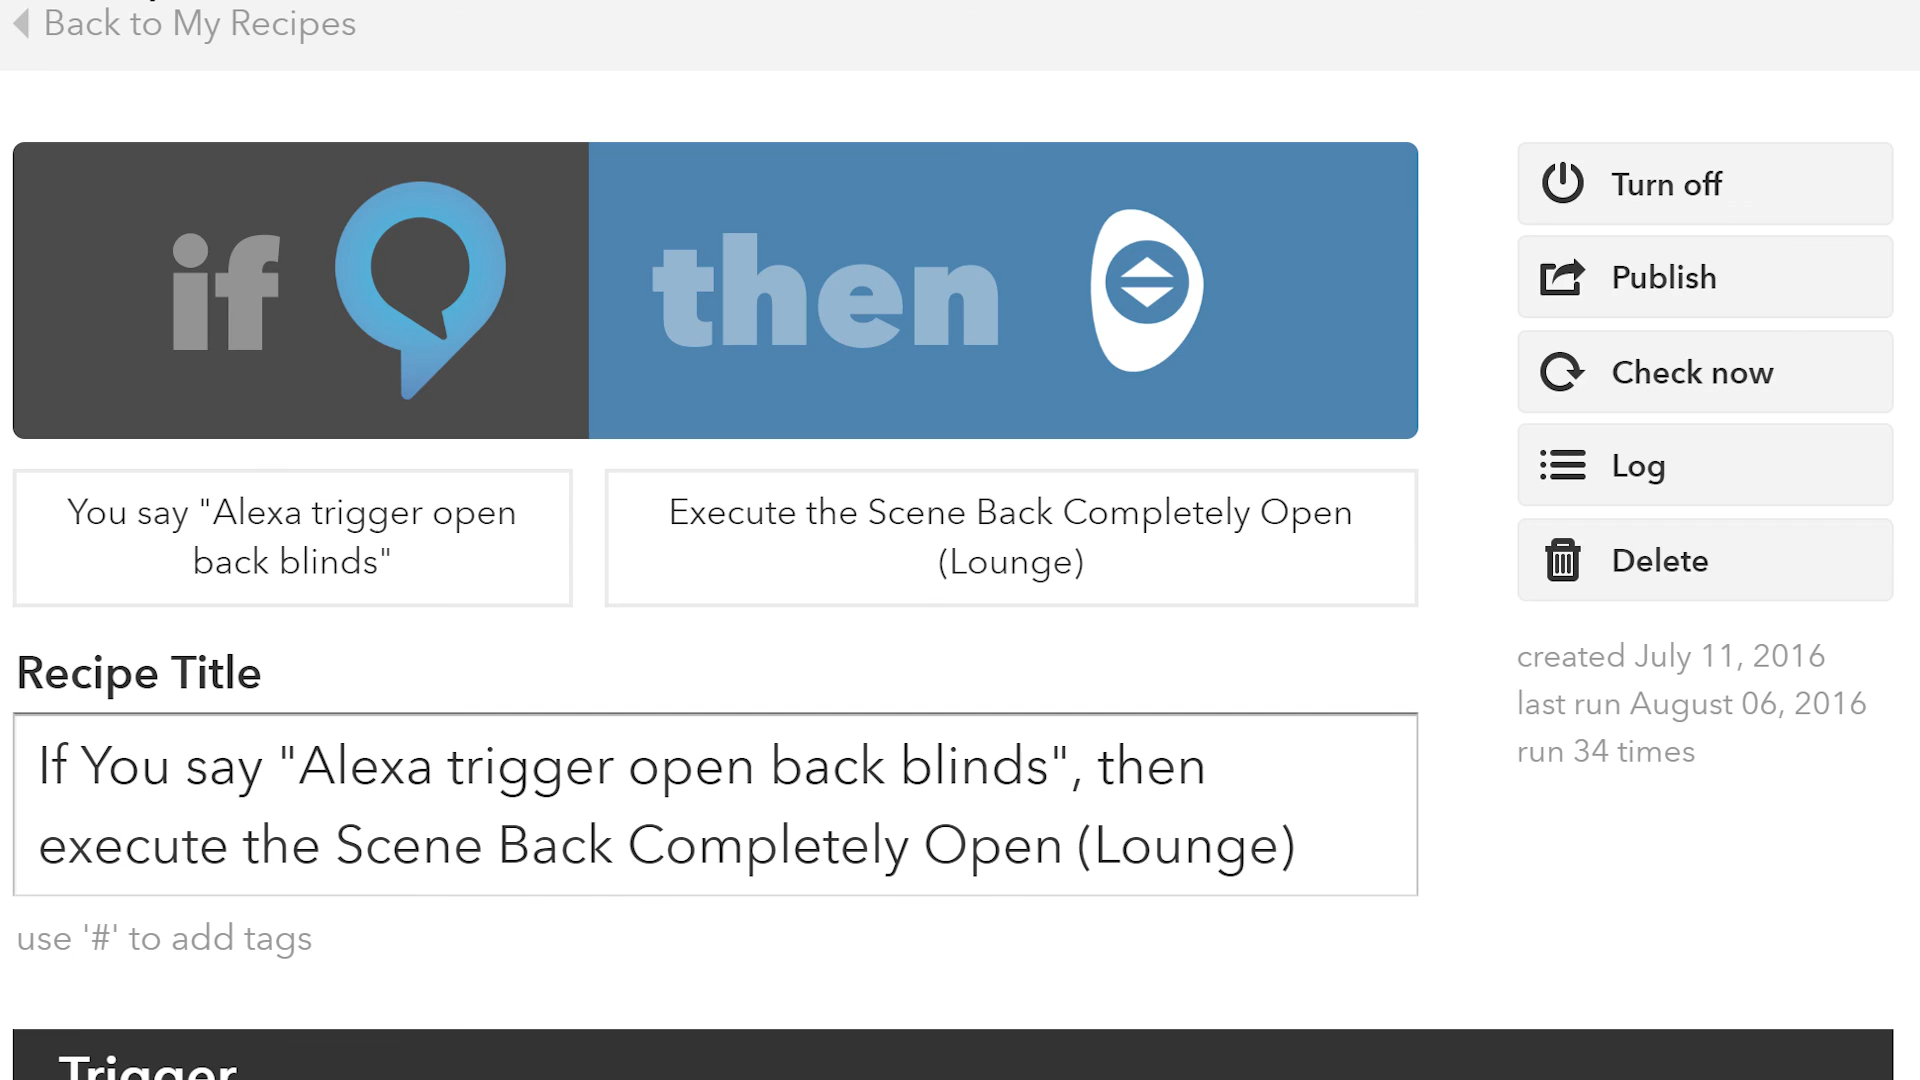 Back to My Recipes
if then
You say "Alexa trigger open
back blinds"
Execute the Scene Back Completely Open
(Lounge)
Turn off
Publish
Check now
Log
Delete
created July 11, 2016
last run August 06, 2016
run 34 times
Recipe Title
If You say "Alexa trigger open back blinds", then
execute the Scene Back Completely Open (Lounge)
use '#' to add tags
Trigger